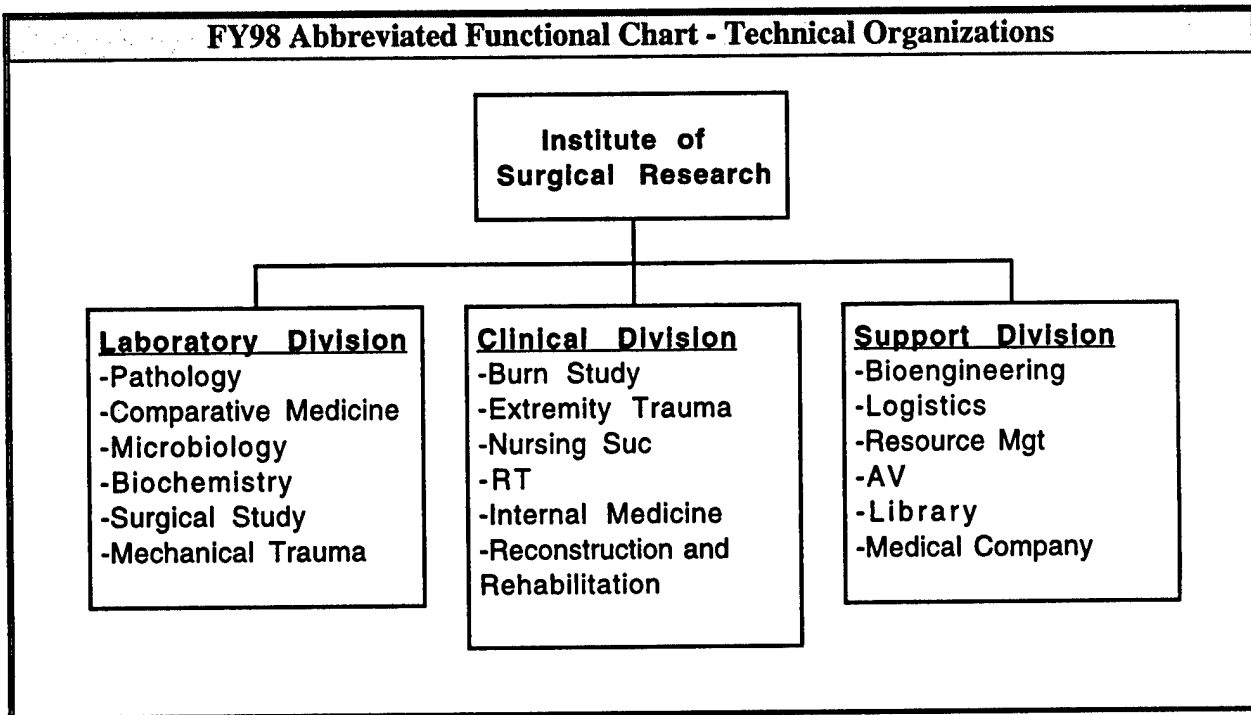 FY98 Abbreviated Functional Chart - Technical Organizations
Institute of
Surgical Research
Laboratory Division
-Pathology
-Comparative Medicine
-Microbiology
-Biochemistry
-Surgical Study
-Mechanical Trauma
Clinical Division
-Burn Study
-Extremity Trauma
-Nursing Suc
-RT
-Internal Medicine
-Reconstruction and
Rehabilitation
Support Division
-Bioengineering
-Logistics
-Resource Mgt
-AV
-Library
-Medical Company